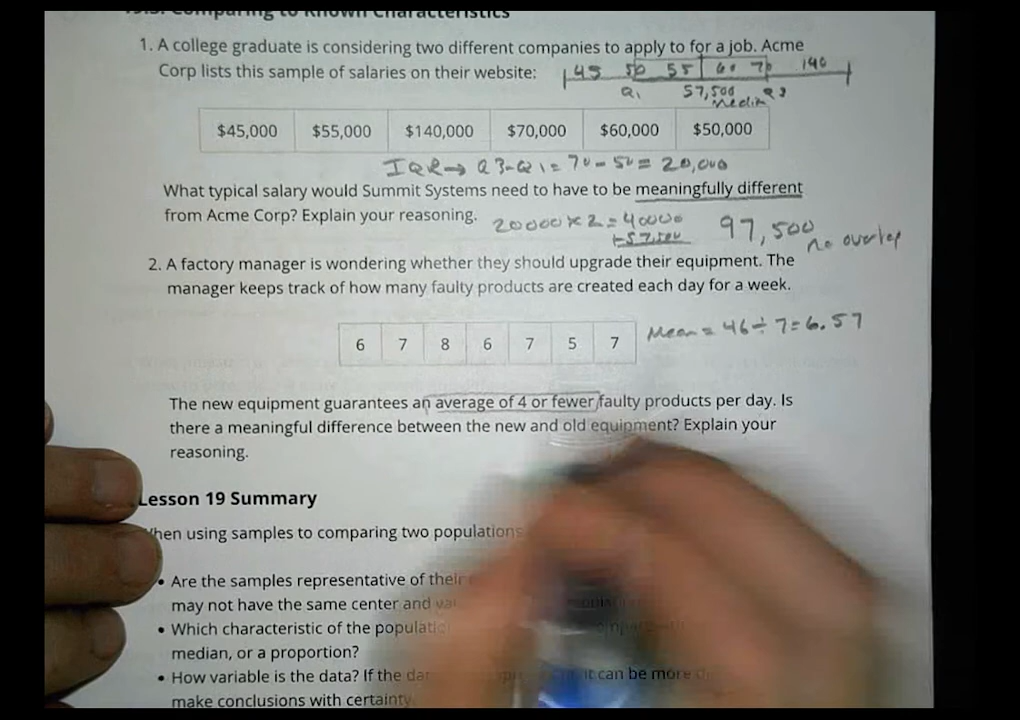 Comparing to Known Characteristics
1. A college graduate is considering two different companies to apply to for a job. Acme
Corp lists this sample of salaries on their website:
45 50 55 60 70 140
Q1 57,500 Q3
median
$45,000 $55,000 $140,000 $70,000 $60,000 $50,000
IQR → Q3-Q1 = 70 - 50 = 20,000
What typical salary would Summit Systems need to have to be meaningfully different
from Acme Corp? Explain your reasoning.
20000 x 2 = 40000
+57,500
97,500
no overlap
2. A factory manager is wondering whether they should upgrade their equipment. The
manager keeps track of how many faulty products are created each day for a week.
6 7 8 6 7 5 7
Mean = 46 ÷ 7 = 6.57
The new equipment guarantees an average of 4 or fewer faulty products per day. Is
there a meaningful difference between the new and old equipment? Explain your
reasoning.
Lesson 19 Summary
When using samples to comparing two populations
• Are the samples representative of their
may not have the same center and
• Which characteristic of the
median, or a proportion?
• How variable is the data? If the it can be more
make conclusions with certainty